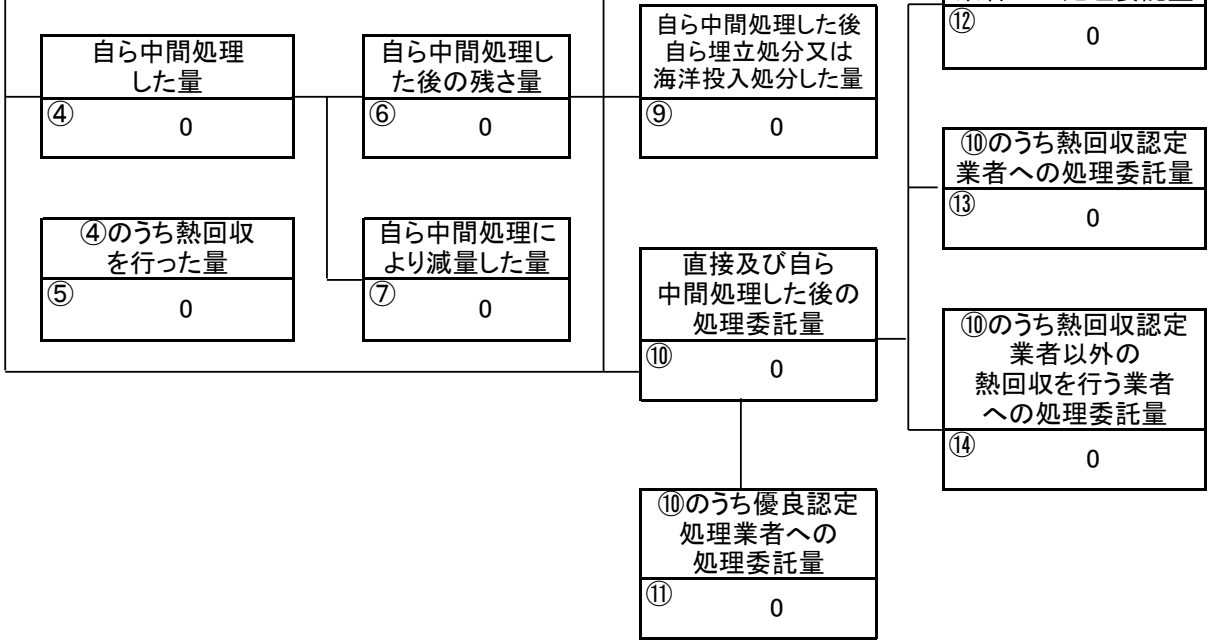 ⑫
0
自ら中間処理
した量
④
0
自ら中間処理し
た後の残さ量
⑥
0
自ら中間処理した後
自ら埋立処分又は
海洋投入処分した量
⑨
0
⑩のうち熱回収認定
業者への処理委託量
⑬
0
④のうち熱回収
を行った量
⑤
0
自ら中間処理に
より減量した量
⑦
0
直接及び自ら
中間処理した後の
処理委託量
⑩
0
⑩のうち熱回収認定
業者以外の
熱回収を行う業者
への処理委託量
⑭
0
⑩のうち優良認定
処理業者への
処理委託量
⑪
0